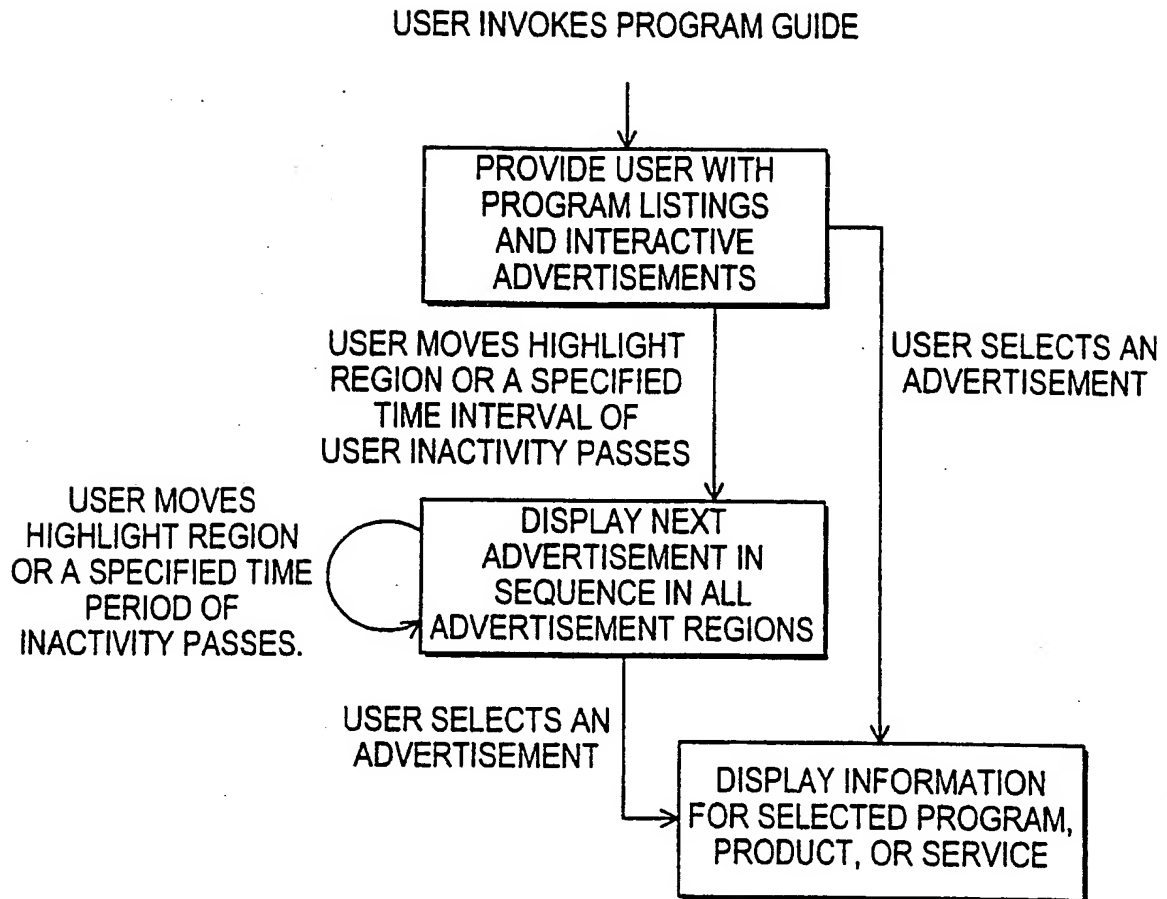 USER INVOKES PROGRAM GUIDE
PROVIDE USER WITH
PROGRAM LISTINGS
AND INTERACTIVE
ADVERTISEMENTS
USER MOVES HIGHLIGHT
REGION OR A SPECIFIED
TIME INTERVAL OF
USER INACTIVITY PASSES
USER SELECTS AN
ADVERTISEMENT
USER MOVES
HIGHLIGHT REGION
OR A SPECIFIED TIME
PERIOD OF
INACTIVITY PASSES.
DISPLAY NEXT
ADVERTISEMENT IN
SEQUENCE IN ALL
ADVERTISEMENT REGIONS
USER SELECTS AN
ADVERTISEMENT
DISPLAY INFORMATION
FOR SELECTED PROGRAM,
PRODUCT, OR SERVICE